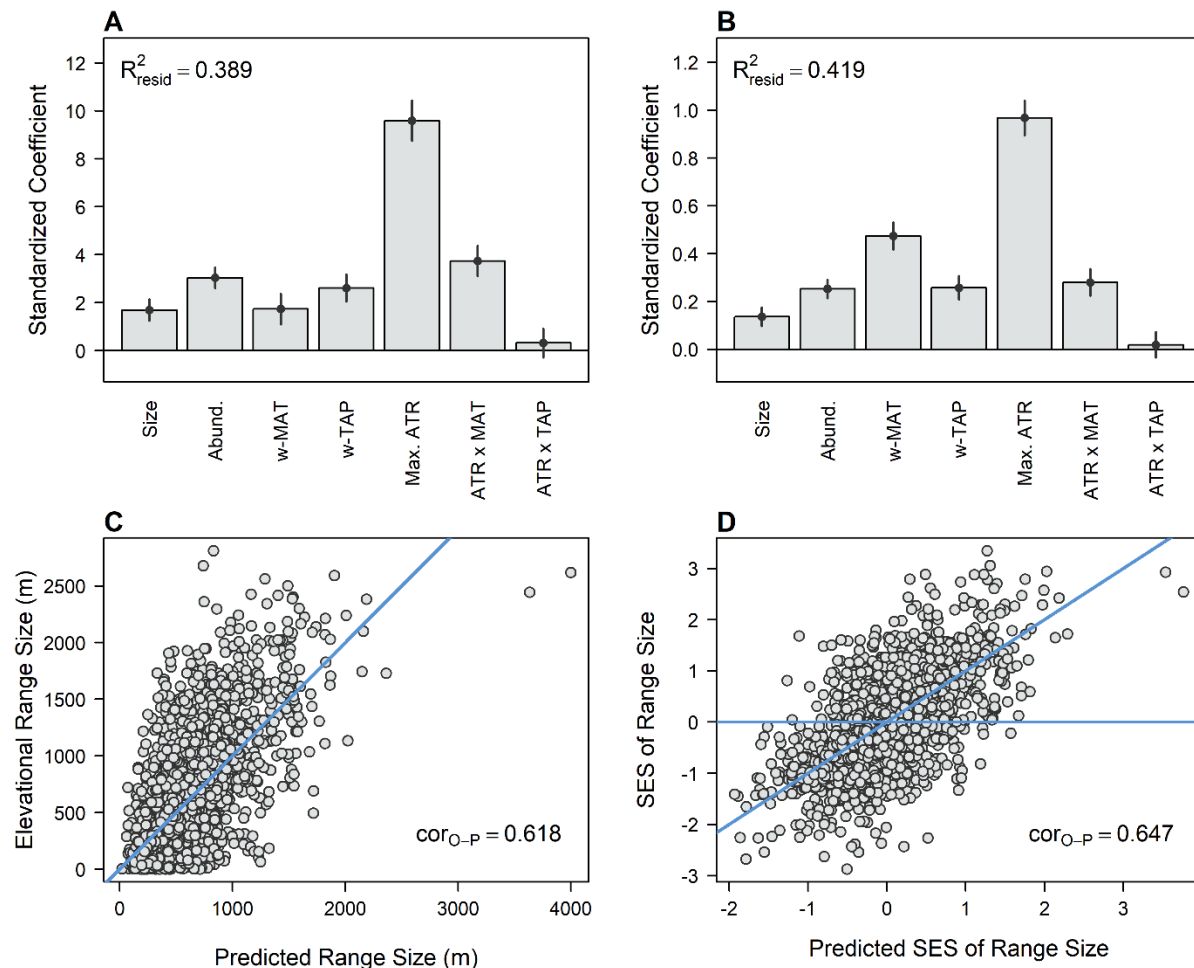 A
R²resid = 0.389
Standardized Coefficient
12
10
8
6
4
2
0
Size
Abund.
w-MAT
w-TAP
Max. ATR
ATR x MAT
ATR x TAP
B
R²resid = 0.419
Standardized Coefficient
1.2
1.0
0.8
0.6
0.4
0.2
0.0
Size
Abund.
w-MAT
w-TAP
Max. ATR
ATR x MAT
ATR x TAP
C
Elevational Range Size (m)
2500
2000
1500
1000
500
0
corO−P = 0.618
0 1000 2000 3000 4000
Predicted Range Size (m)
D
SES of Range Size
3
2
1
0
-1
-2
-3
corO−P = 0.647
-2 -1 0 1 2 3
Predicted SES of Range Size